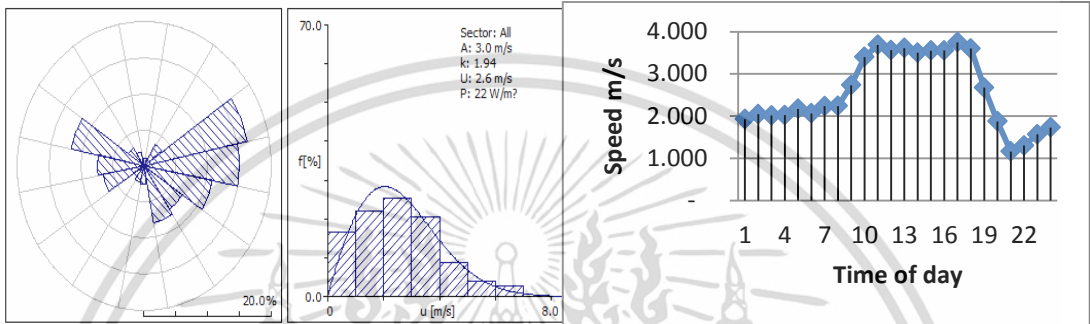 20.0%
70.0
Sector: All
A: 3.0 m/s
k: 1.94
U: 2.6 m/s
P: 22 W/m?
f[%]
0.0
0
u [m/s]
8.0
Speed m/s
4.000
3.000
2.000
1.000
-
1 4 7 10 13 16 19 22
Time of day